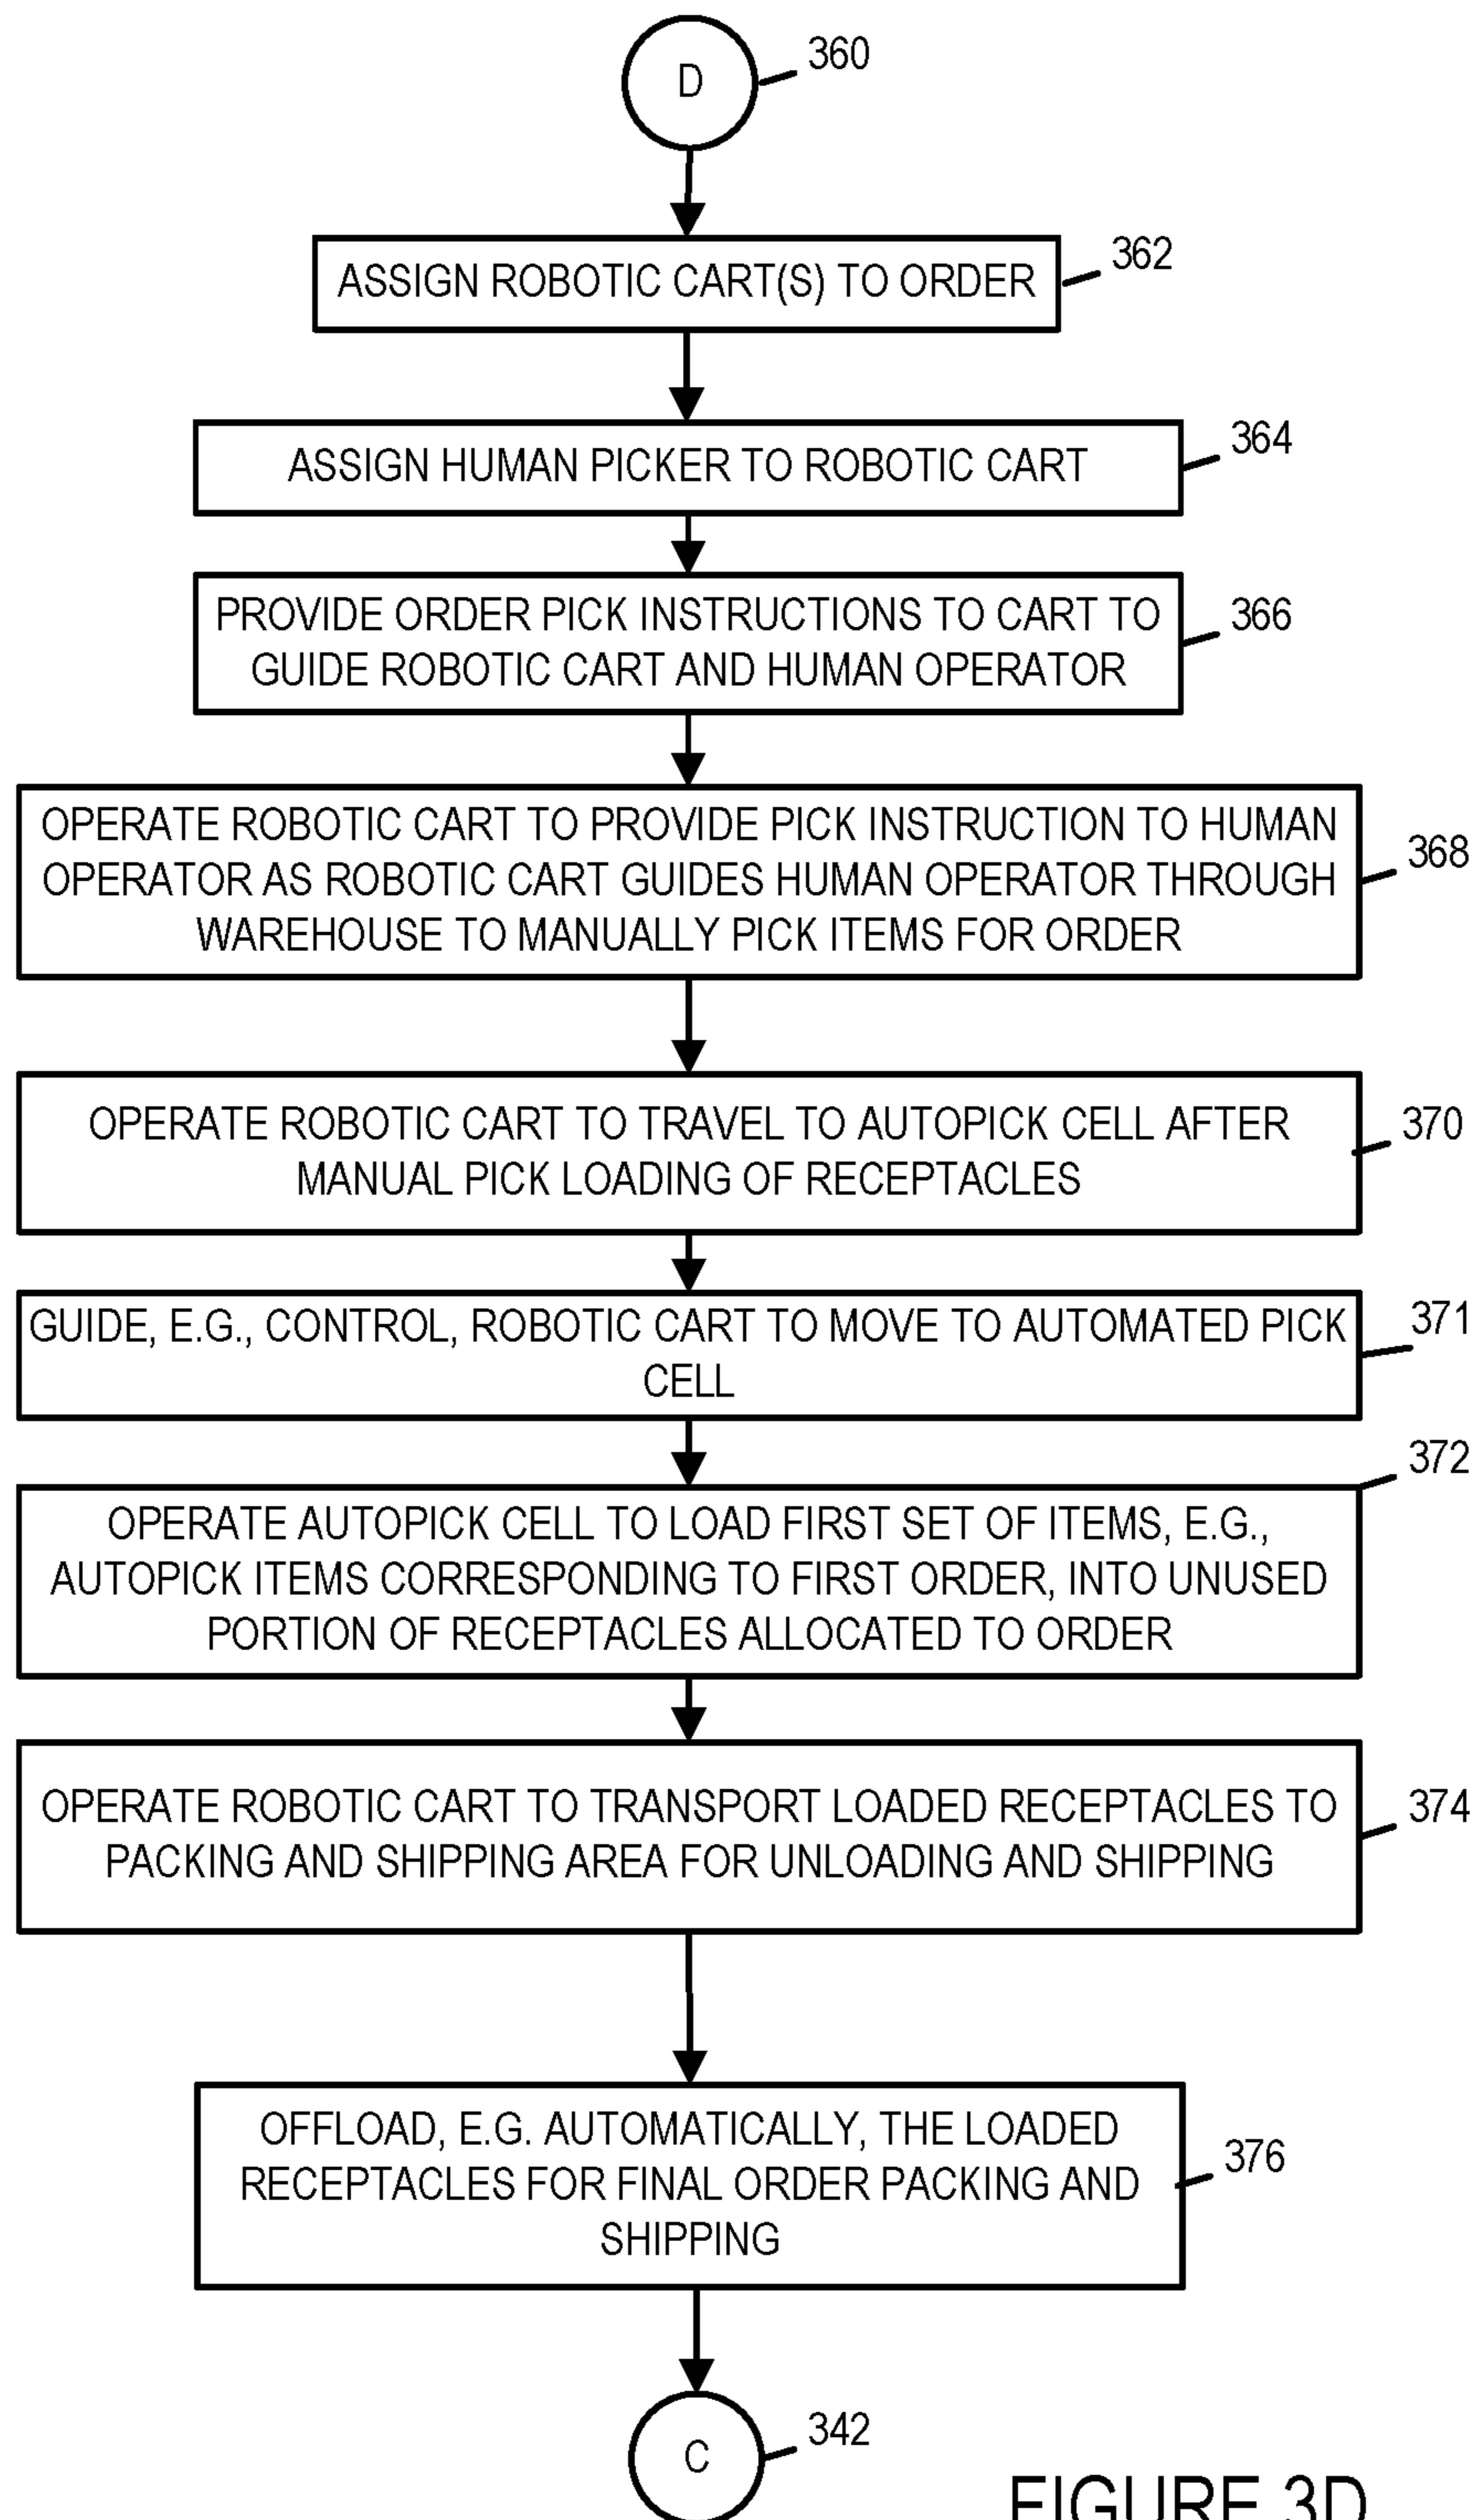 D
360
ASSIGN ROBOTIC CART(S) TO ORDER
362
ASSIGN HUMAN PICKER TO ROBOTIC CART
364
PROVIDE ORDER PICK INSTRUCTIONS TO CART TO
GUIDE ROBOTIC CART AND HUMAN OPERATOR
366
OPERATE ROBOTIC CART TO PROVIDE PICK INSTRUCTION TO HUMAN
OPERATOR AS ROBOTIC CART GUIDES HUMAN OPERATOR THROUGH
WAREHOUSE TO MANUALLY PICK ITEMS FOR ORDER
368
OPERATE ROBOTIC CART TO TRAVEL TO AUTOPICK CELL AFTER
MANUAL PICK LOADING OF RECEPTACLES
370
GUIDE, E.G., CONTROL, ROBOTIC CART TO MOVE TO AUTOMATED PICK
CELL
371
372
OPERATE AUTOPICK CELL TO LOAD FIRST SET OF ITEMS, E.G.,
AUTOPICK ITEMS CORRESPONDING TO FIRST ORDER, INTO UNUSED
PORTION OF RECEPTACLES ALLOCATED TO ORDER
OPERATE ROBOTIC CART TO TRANSPORT LOADED RECEPTACLES TO
PACKING AND SHIPPING AREA FOR UNLOADING AND SHIPPING
374
OFFLOAD, E.G. AUTOMATICALLY, THE LOADED
RECEPTACLES FOR FINAL ORDER PACKING AND
SHIPPING
376
C
342
FIGURE 3D